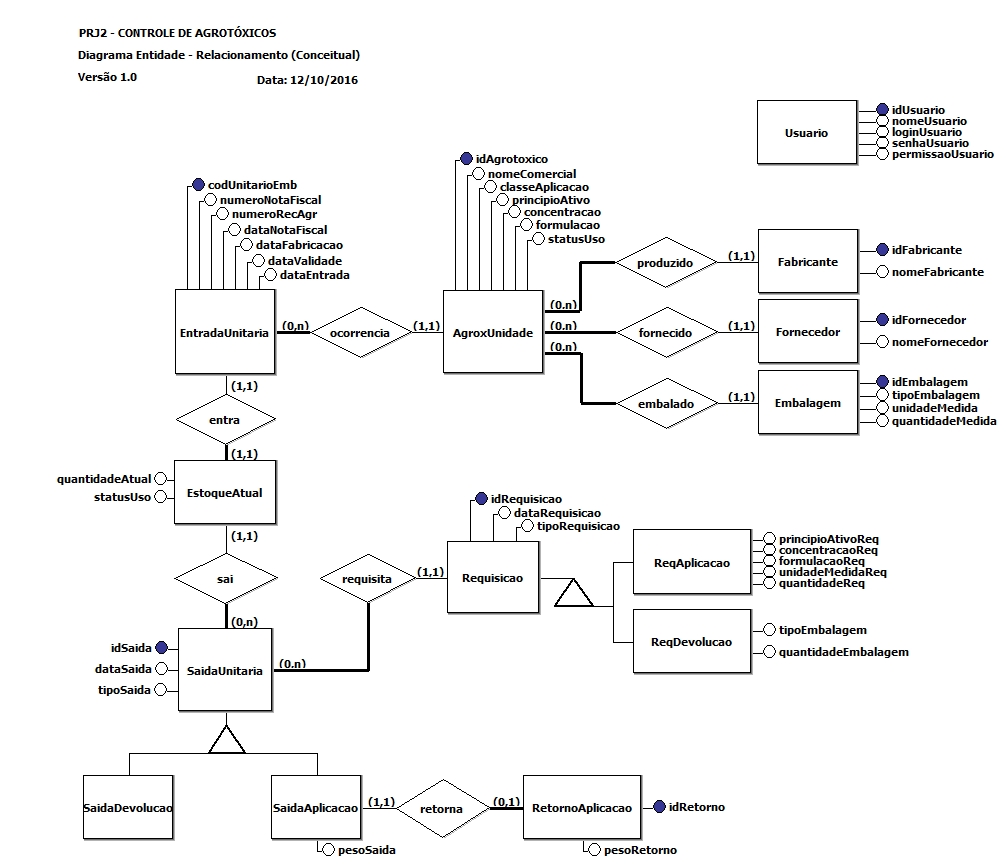 PRJ2 - CONTROLE DE AGROTÓXICOS
Diagrama Entidade - Relacionamento (Conceitual)
Versão 1.0
Data: 12/10/2016
Usuario
idUsuario
nomeUsuario
loginUsuario
senhaUsuario
permissaoUsuario
codUnitarioEmb
numeroNotaFiscal
numeroRecAgr
dataNotaFiscal
dataFabricacao
dataValidade
dataEntrada
EntradaUnitaria
(0,n)
ocorrencia
(1,1)
idAgrotoxico
nomeComercial
classeAplicacao
principioAtivo
concentracao
formulacao
statusUso
AgroxUnidade
(0.n)
produzido
(1,1)
Fabricante
idFabricante
nomeFabricante
(0.n)
fornecido
(1,1)
Fornecedor
idFornecedor
nomeFornecedor
(0.n)
embalado
(1,1)
Embalagem
idEmbalagem
tipoEmbalagem
unidadeMedida
quantidadeMedida
(1,1)
entra
(1,1)
quantidadeAtual
statusUso
EstoqueAtual
(1,1)
sai
(0,n)
idSaida
dataSaida
tipoSaida
SaidaUnitaria
(0.n)
requisita
(1,1)
idRequisicao
dataRequisicao
tipoRequisicao
Requisicao
ReqAplicacao
principioAtivoReq
concentracaoReq
formulacaoReq
unidadeMedidaReq
quantidadeReq
ReqDevolucao
tipoEmbalagem
quantidadeEmbalagem
SaidaDevolucao
SaidaAplicacao
pesoSaida
(1,1)
retorna
(0,1)
RetornoAplicacao
idRetorno
pesoRetorno